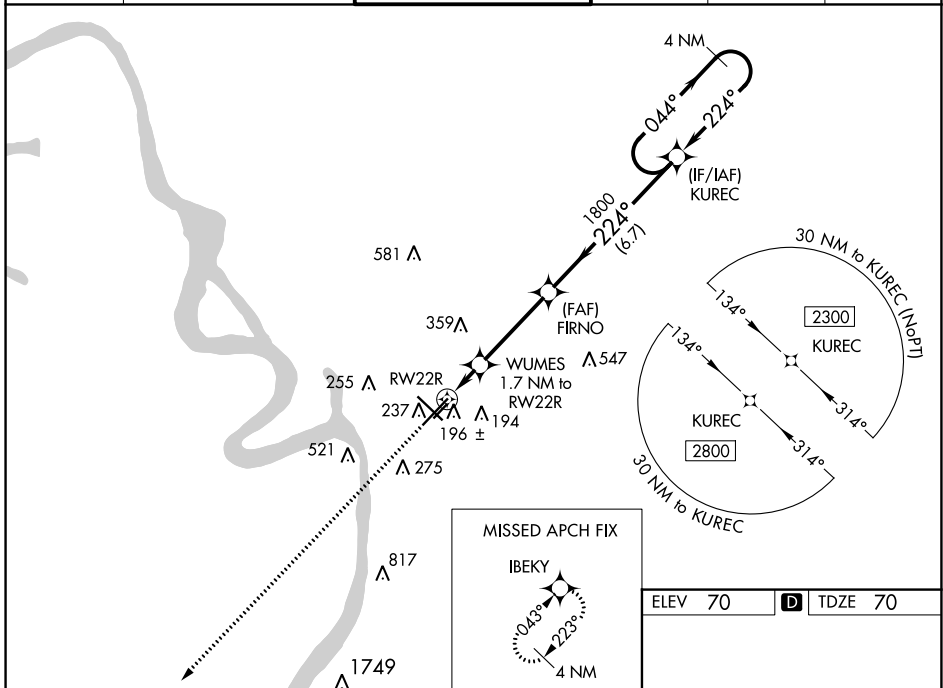 4 NM
044°
224°
(IF/IAF)
KUREC
1800
224°
(6.7)
30 NM to KUREC (NoPT)
134°
2300
KUREC
314°
581
(FAF)
FIRNO
359
WUMES
1.7 NM to
RW22R
547
134°
KUREC
2800
314°
30 NM to KUREC
255
RW22R
237
196 ±
194
521
275
817
1749
MISSED APCH FIX
IBEKY
043°
223°
4 NM
ELEV 70
D
TDZE 70